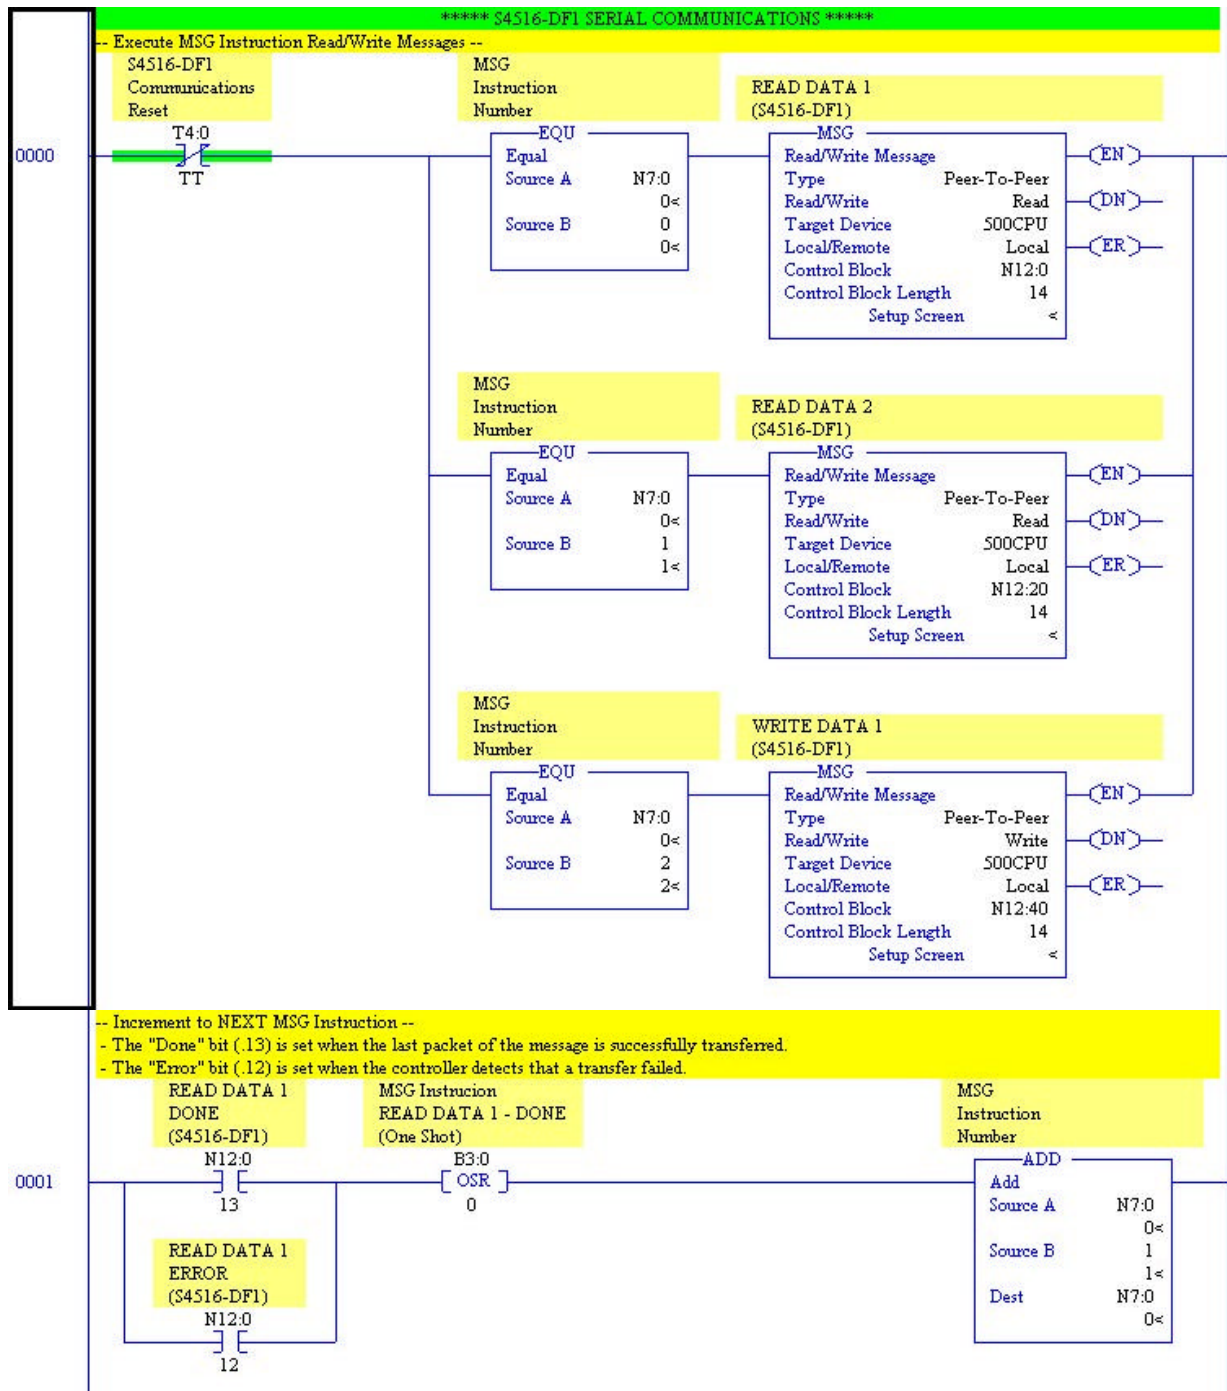 ***** S4516-DF1 SERIAL COMMUNICATIONS *****
-- Execute MSG Instruction Read/Write Messages --
S4516-DF1
Communications
Reset
T4:0
TT
0000
MSG
Instruction
Number
EQU
Equal
Source A N7:0
0<
Source B 0
0<
READ DATA 1
(S4516-DF1)
MSG
Read/Write Message
Type Peer-To-Peer
Read/Write Read
Target Device 500CPU
Local/Remote Local
Control Block N12:0
Control Block Length 14
Setup Screen <
EN
DN
ER
MSG
Instruction
Number
EQU
Equal
Source A N7:0
0<
Source B 1
1<
READ DATA 2
(S4516-DF1)
MSG
Read/Write Message
Type Peer-To-Peer
Read/Write Read
Target Device 500CPU
Local/Remote Local
Control Block N12:20
Control Block Length 14
Setup Screen <
EN
DN
ER
MSG
Instruction
Number
EQU
Equal
Source A N7:0
0<
Source B 2
2<
WRITE DATA 1
(S4516-DF1)
MSG
Read/Write Message
Type Peer-To-Peer
Read/Write Write
Target Device 500CPU
Local/Remote Local
Control Block N12:40
Control Block Length 14
Setup Screen <
EN
DN
ER
-- Increment to NEXT MSG Instruction --
- The "Done" bit (.13) is set when the last packet of the message is successfully transferred.
- The "Error" bit (.12) is set when the controller detects that a transfer failed.
READ DATA 1
DONE
(S4516-DF1)
N12:0
13
0001
MSG Instrucion
READ DATA 1 - DONE
(One Shot)
B3:0
OSR
0
MSG
Instruction
Number
ADD
Add
Source A N7:0
0<
Source B 1
1<
Dest N7:0
0<
READ DATA 1
ERROR
(S4516-DF1)
N12:0
12